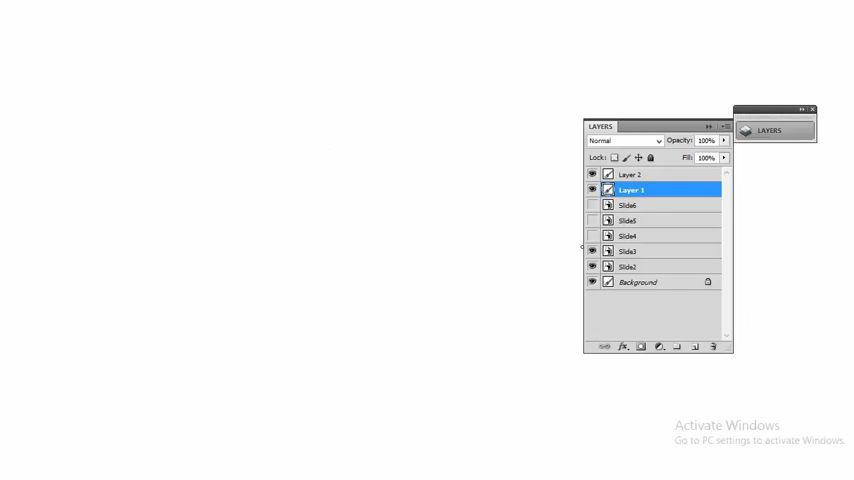 LAYERS
LAYERS
Normal
Opacity: 100%
Lock:
Fill: 100%
Layer 2
Layer 1
Slide6
Slide5
Slide4
Slide3
Slide2
Background
fx
Activate Windows
Go to PC settings to activate Windows.